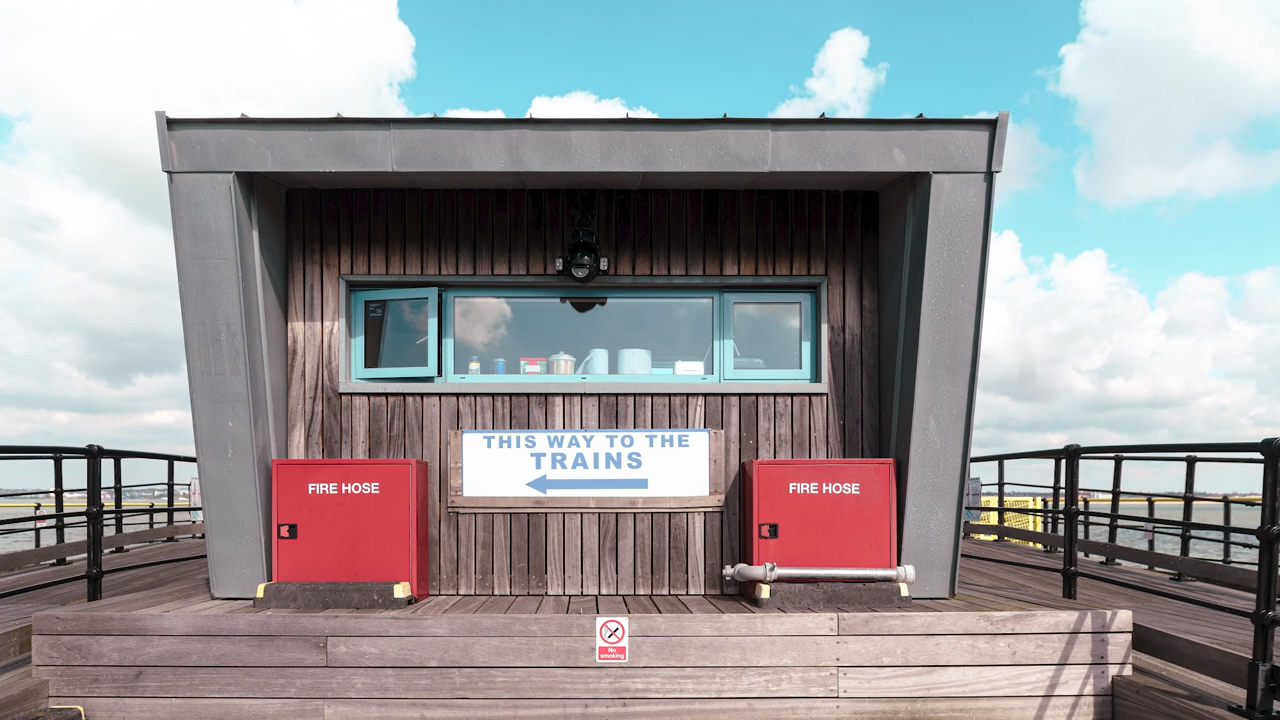 THIS WAY TO THE
TRAINS
FIRE HOSE
FIRE HOSE
No
smoking